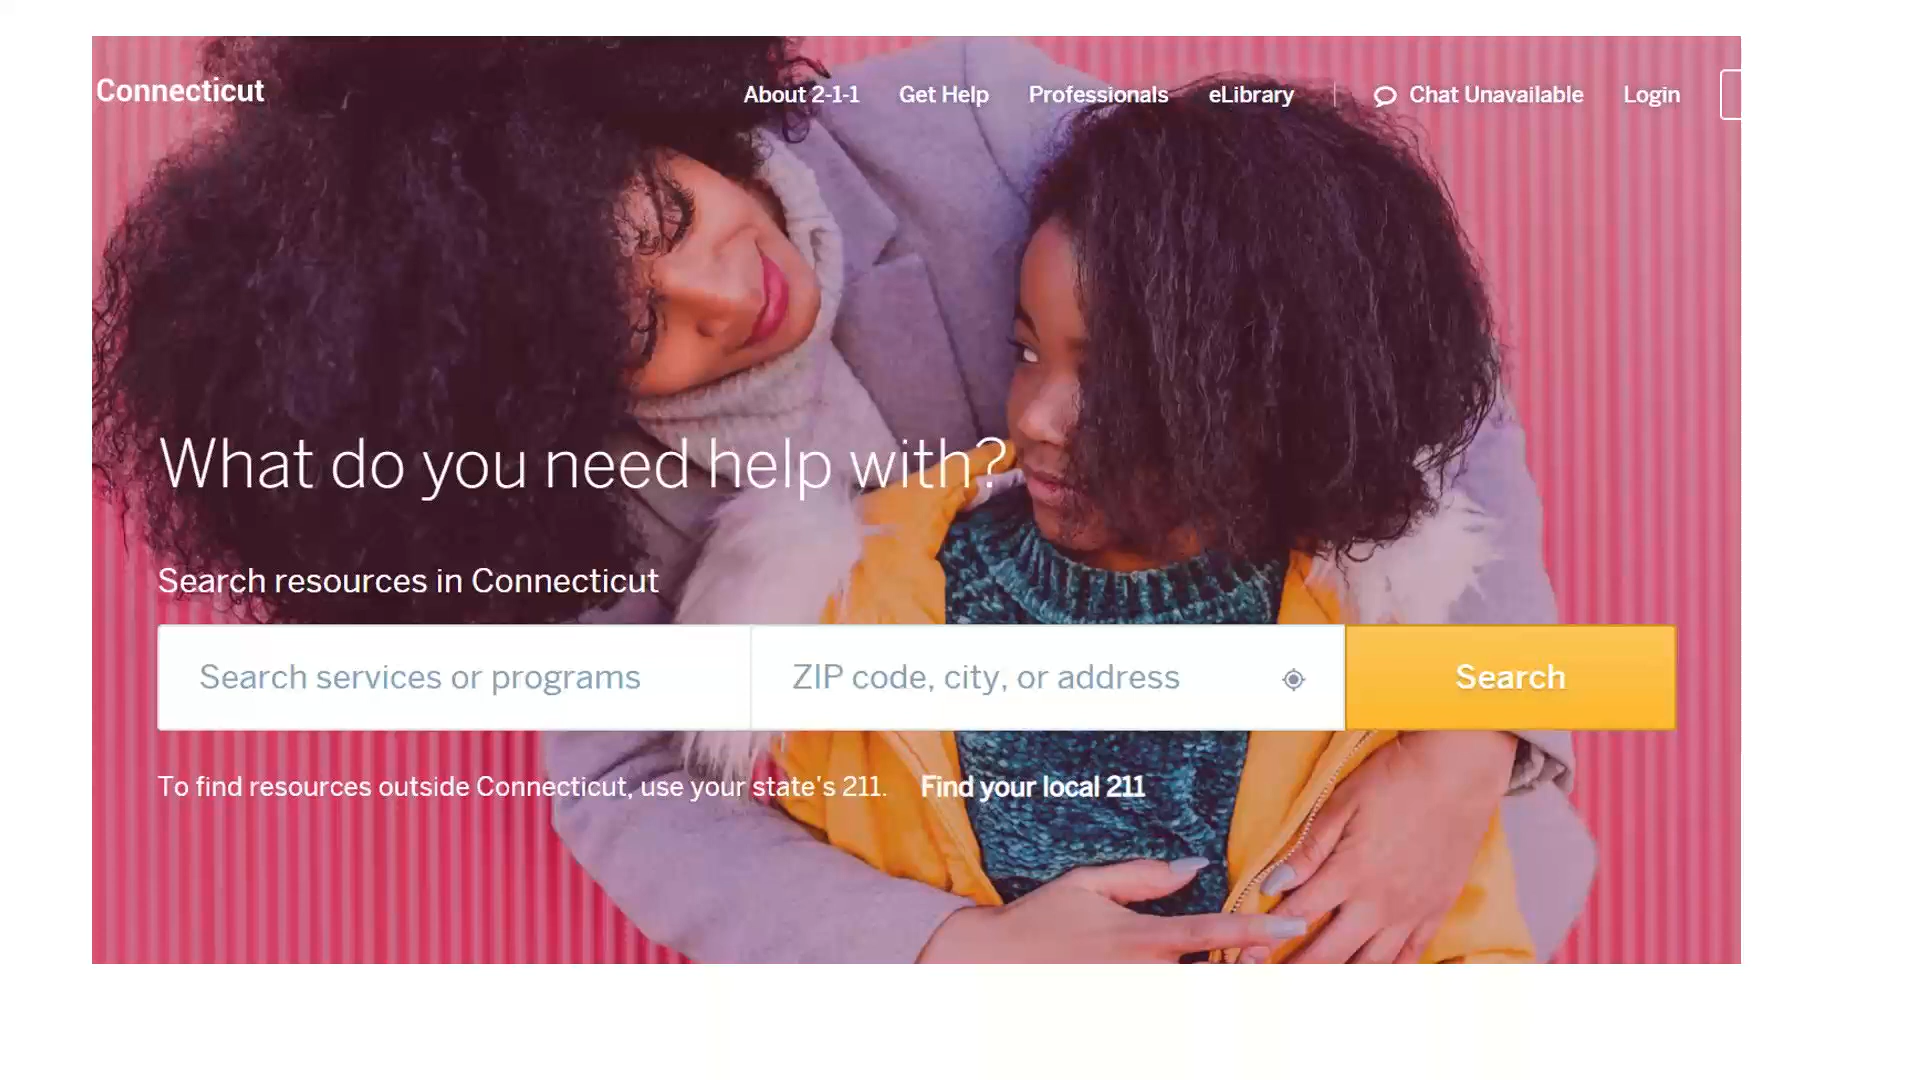 Connecticut
About 2-1-1 Get Help Professionals eLibrary Chat Unavailable Login
What do you need help with?
Search resources in Connecticut
Search services or programs ZIP code, city, or address Search
To find resources outside Connecticut, use your state's 211. Find your local 211